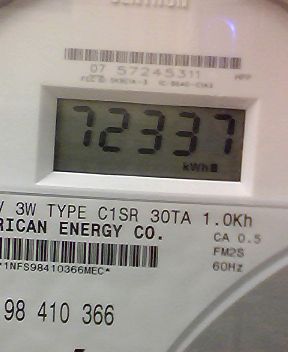 07 57245311
72337
kWh
V 3W TYPE C1SR 30TA 1.0Kh
RICAN ENERGY CO.
CA 0.5
FM2S
60Hz
*1NFS98410366MEC*
98 410 366